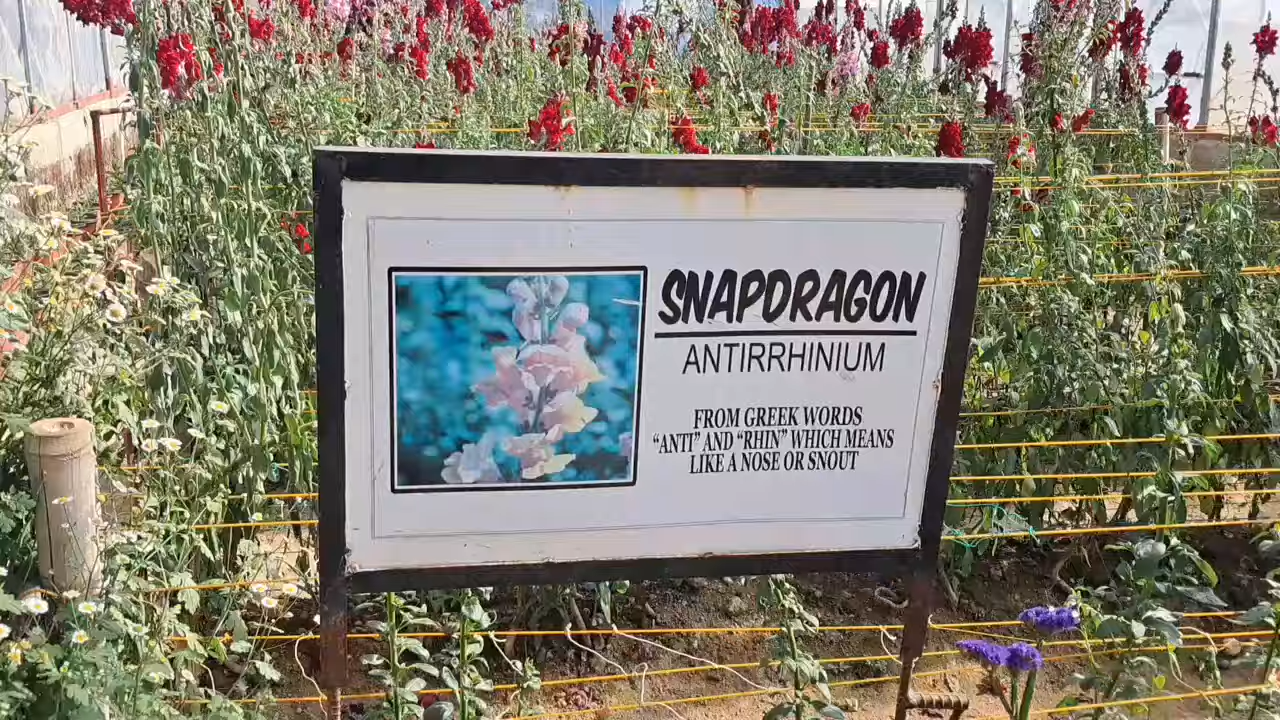 SNAPDRAGON
ANTIRRHINIUM
FROM GREEK WORDS
“ANTI” AND “RHIN” WHICH MEANS
LIKE A NOSE OR SNOUT